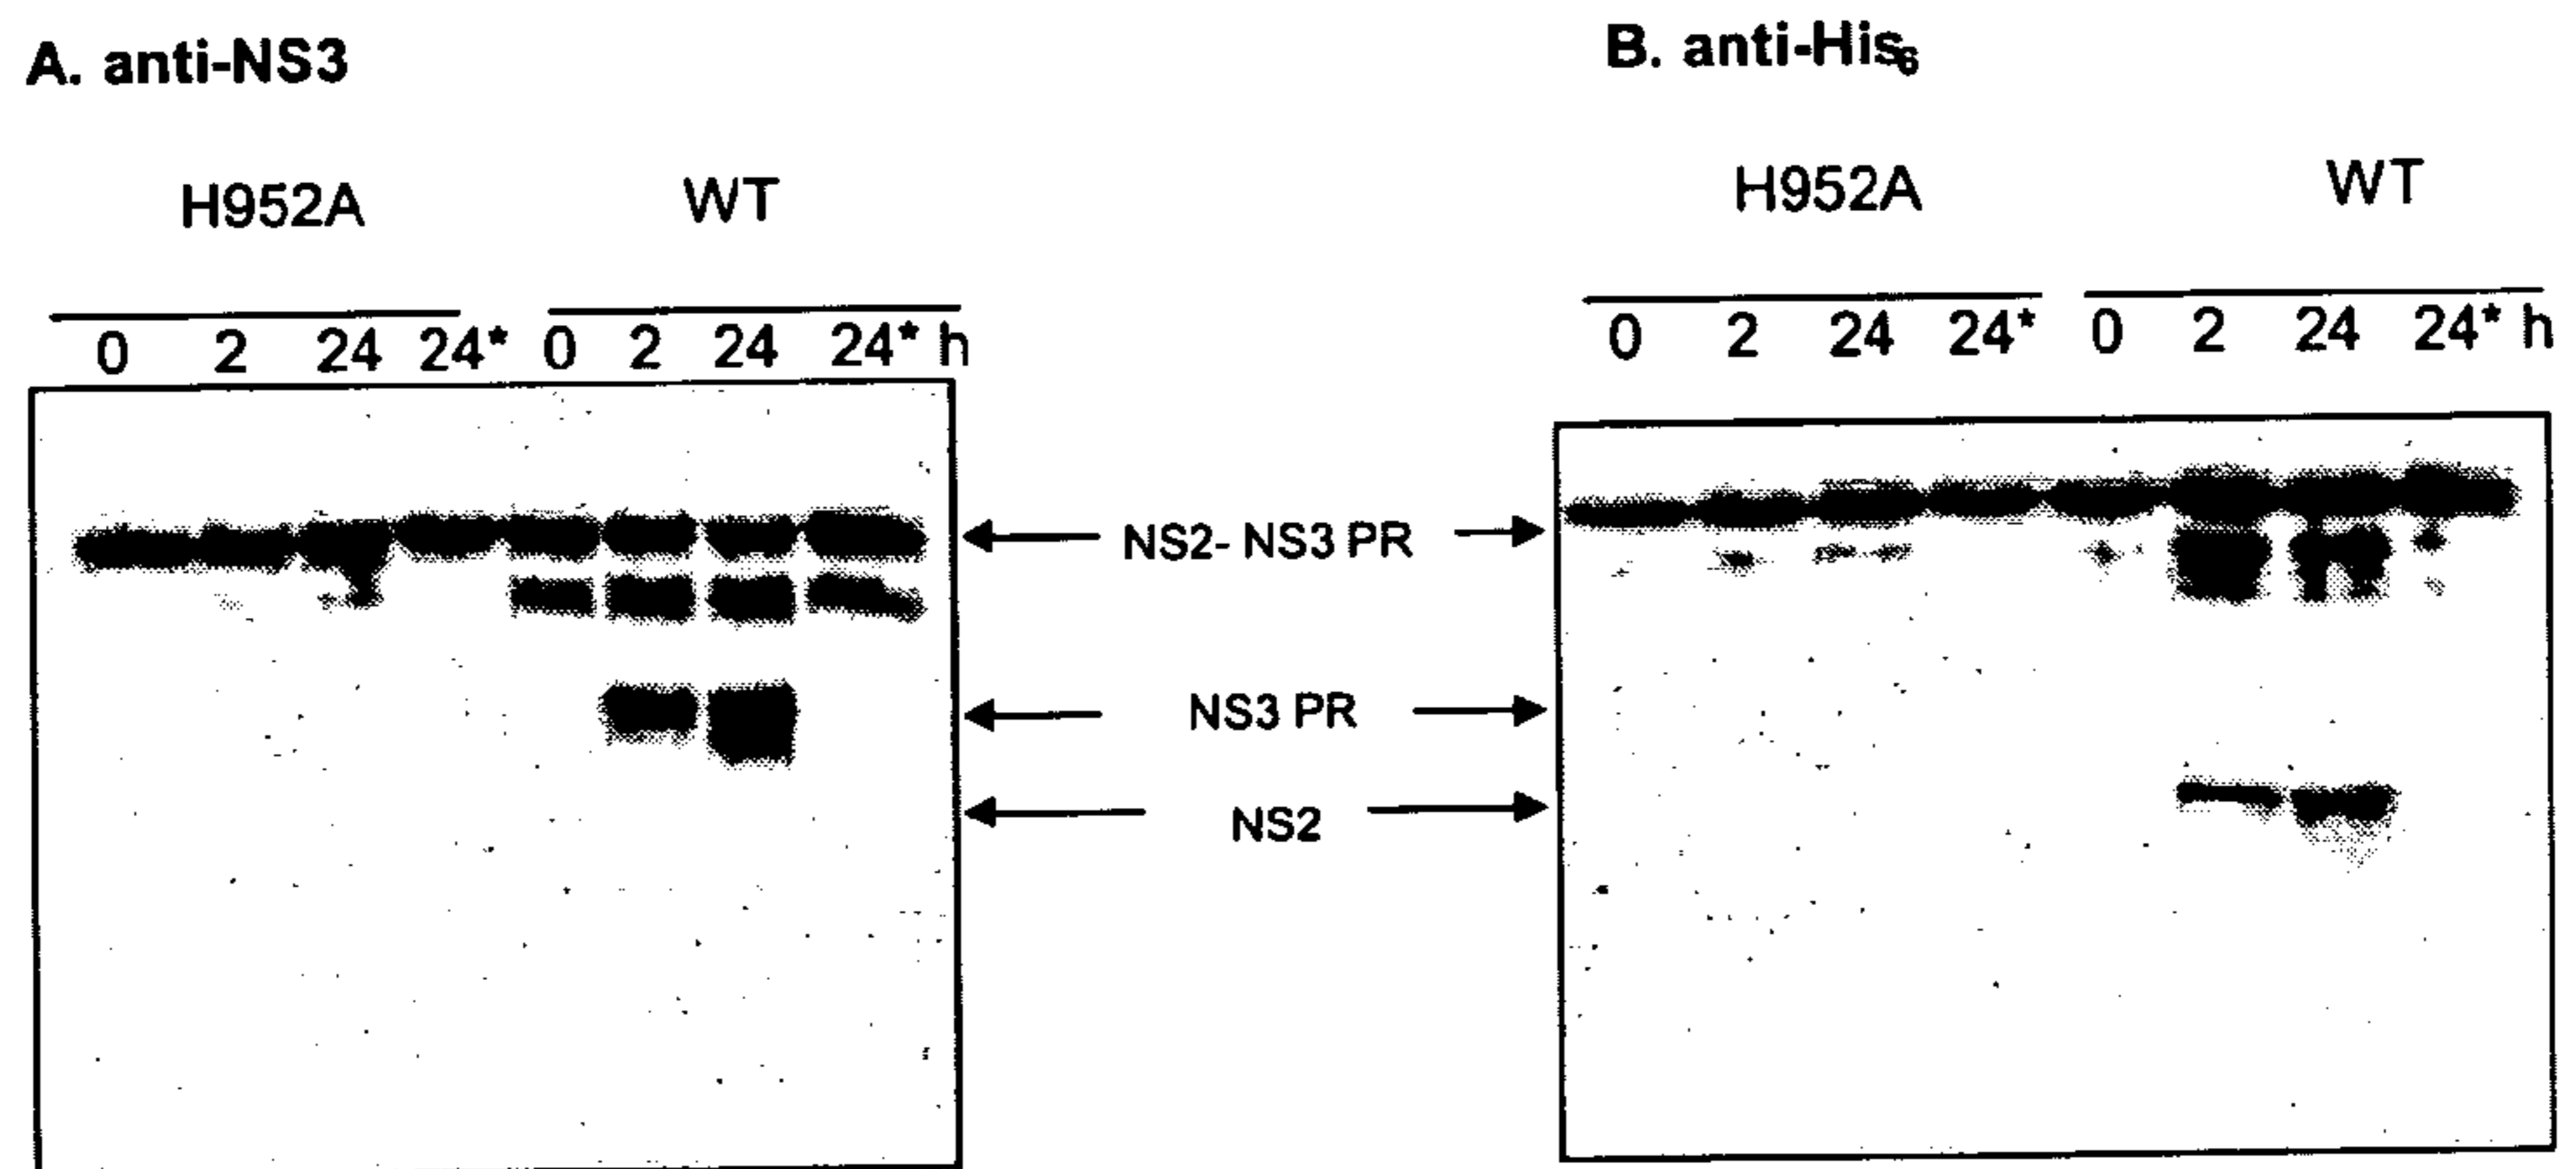 A. anti-NS3
H952A WT
0 2 24 24* 0 2 24 24* h
B. anti-His6
H952A WT
0 2 24 24* 0 2 24 24* h
NS2- NS3 PR
NS3 PR
NS2